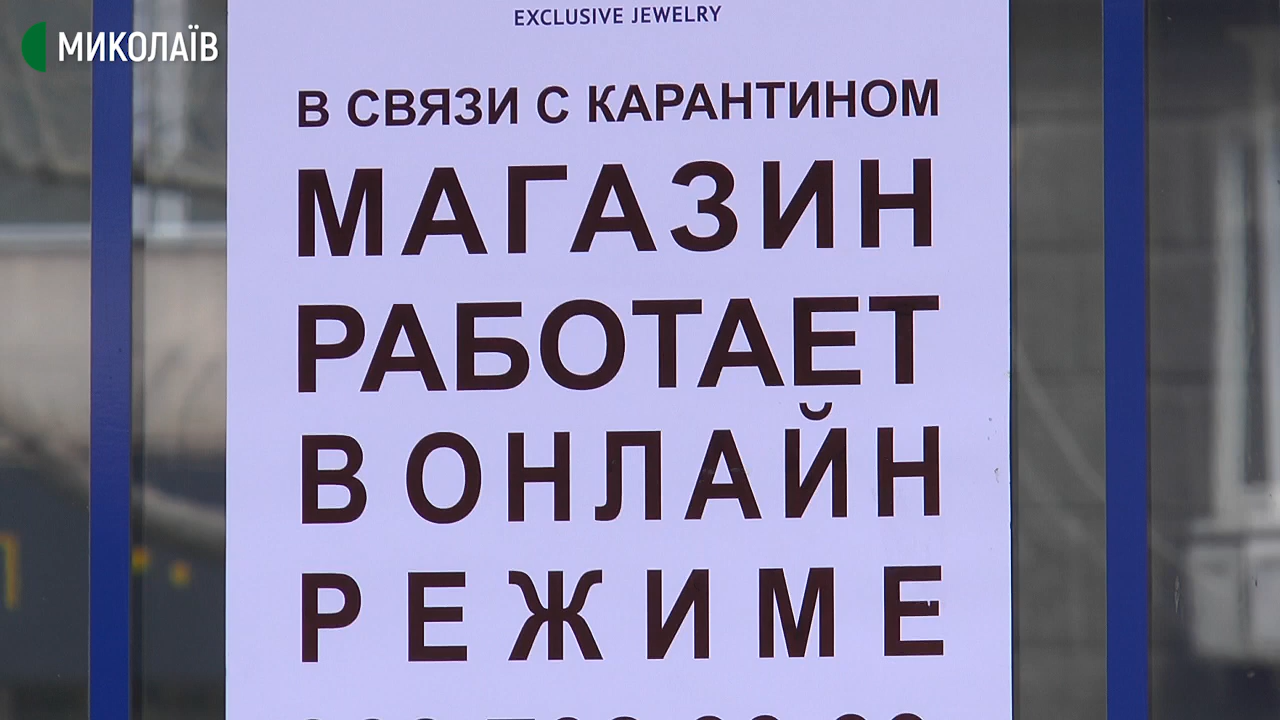 МИКОЛАЇВ
EXCLUSIVE JEWELRY
В СВЯЗИ С КАРАНТИНОМ
МАГАЗИН
РАБОТАЕТ
В ОНЛАЙН
РЕЖИМЕ